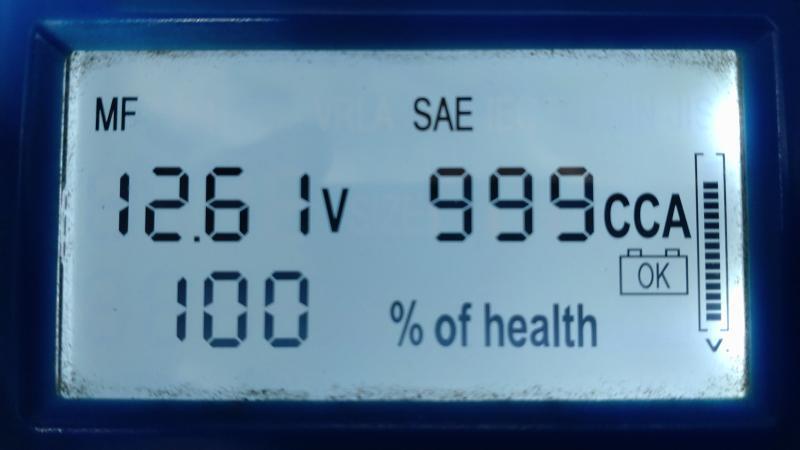 MF SAE
12.61V 999CCA
OK
100 % of health